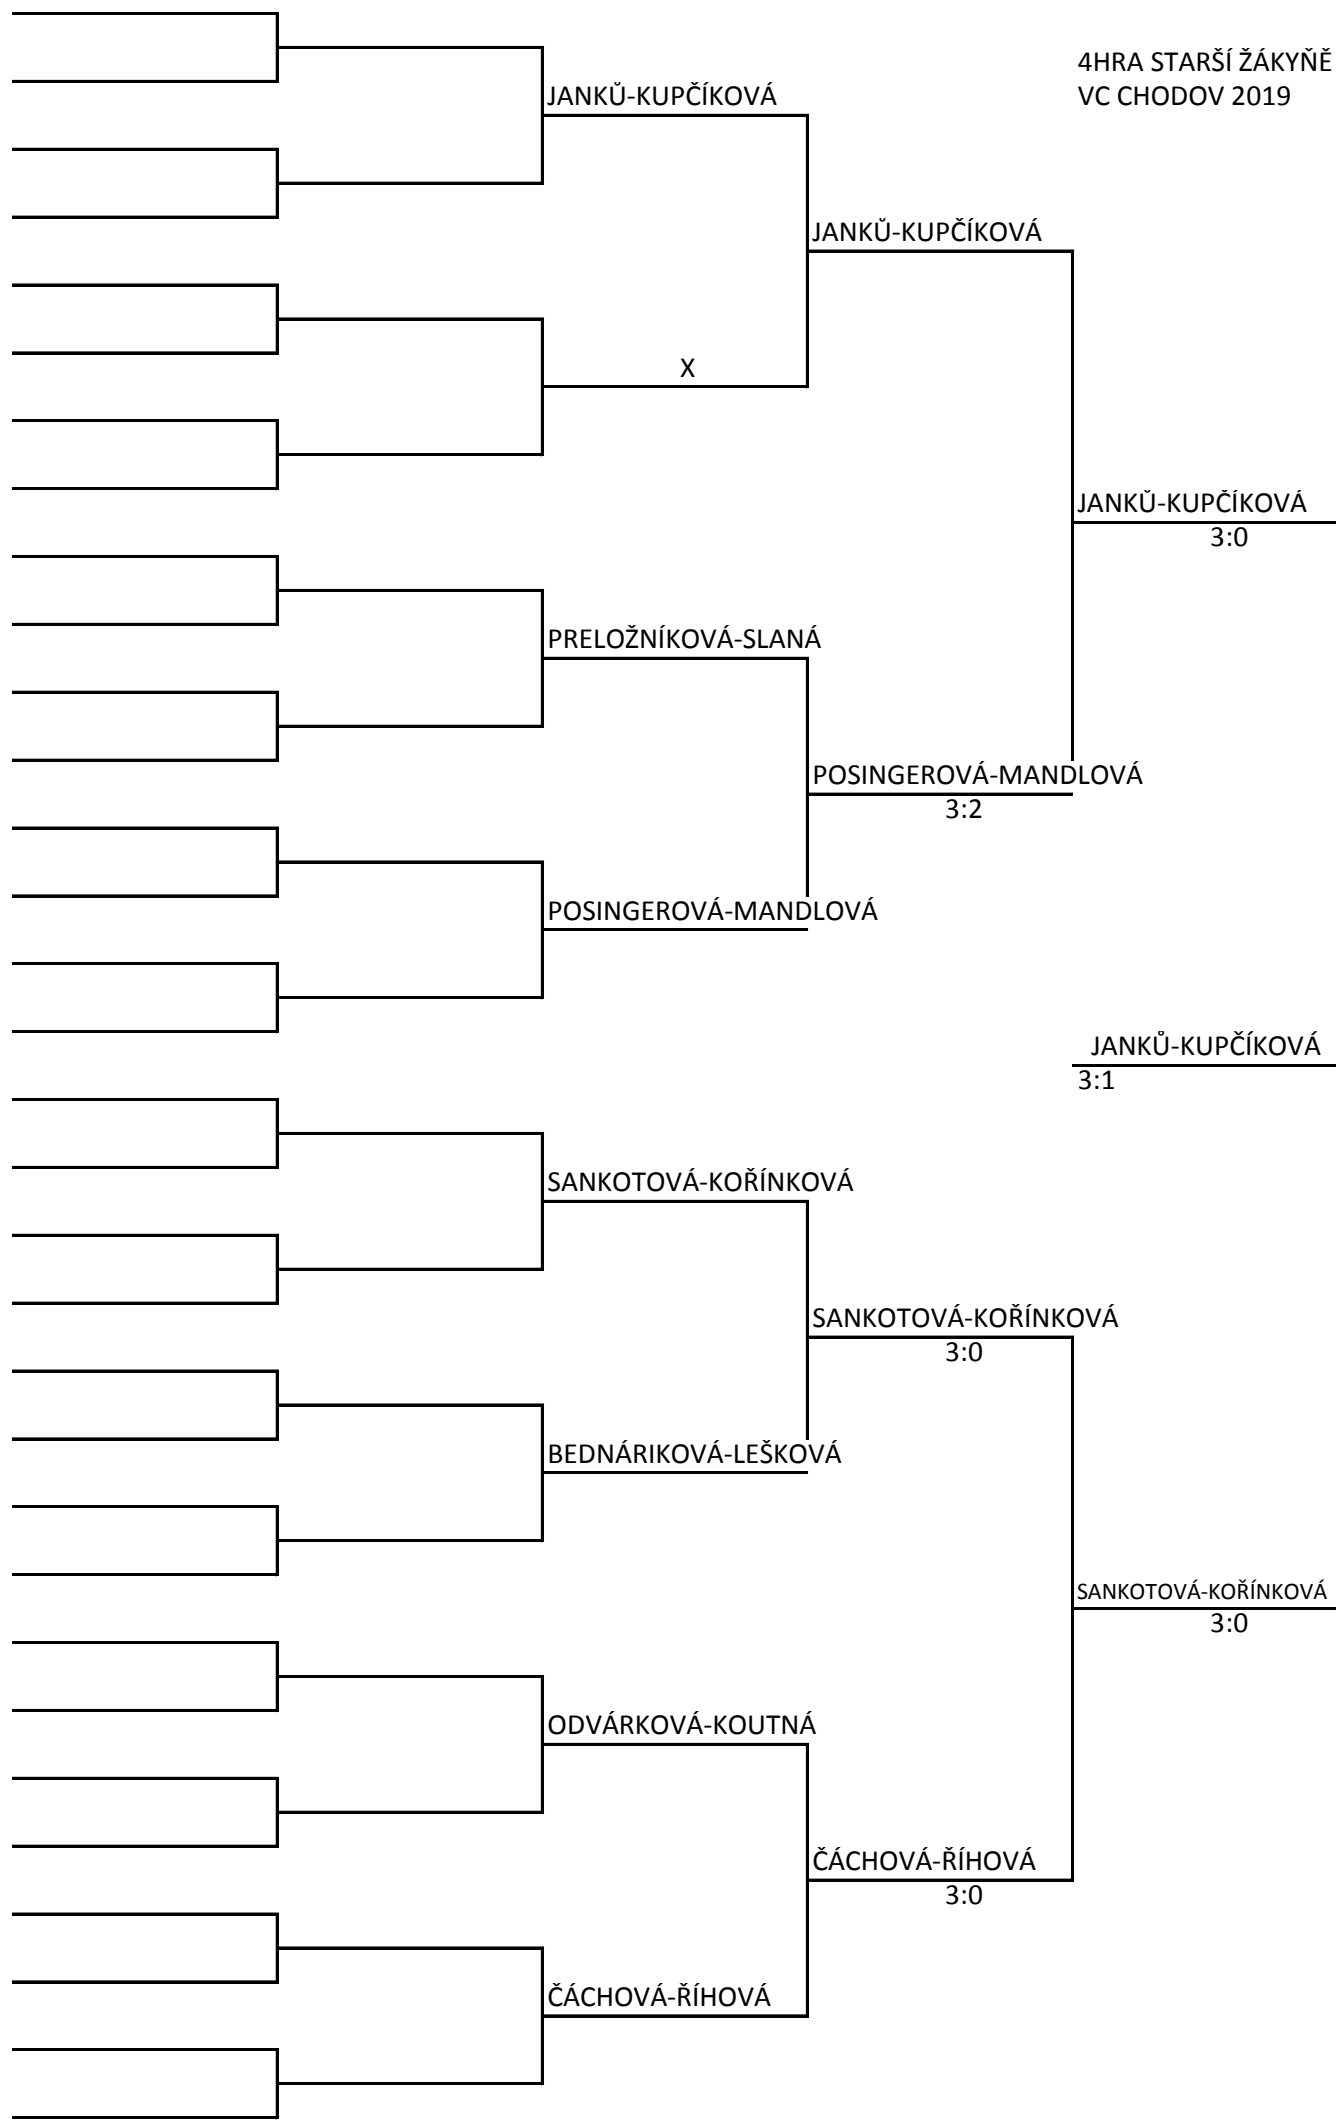 4HRA STARŠÍ ŽÁKYŇĚ
VC CHODOV 2019
JANKŮ-KUPČÍKOVÁ
JANKŮ-KUPČÍKOVÁ
X
JANKŮ-KUPČÍKOVÁ
3:0
PRELOŽNÍKOVÁ-SLANÁ
POSINGEROVÁ-MANDLOVÁ
3:2
POSINGEROVÁ-MANDLOVÁ
JANKŮ-KUPČÍKOVÁ
3:1
SANKOTOVÁ-KOŘÍNKOVÁ
SANKOTOVÁ-KOŘÍNKOVÁ
3:0
BEDNÁRIKOVÁ-LEŠKOVÁ
SANKOTOVÁ-KOŘÍNKOVÁ
3:0
ODVÁRKOVÁ-KOUTNÁ
ČÁCHOVÁ-ŘÍHOVÁ
3:0
ČÁCHOVÁ-ŘÍHOVÁ